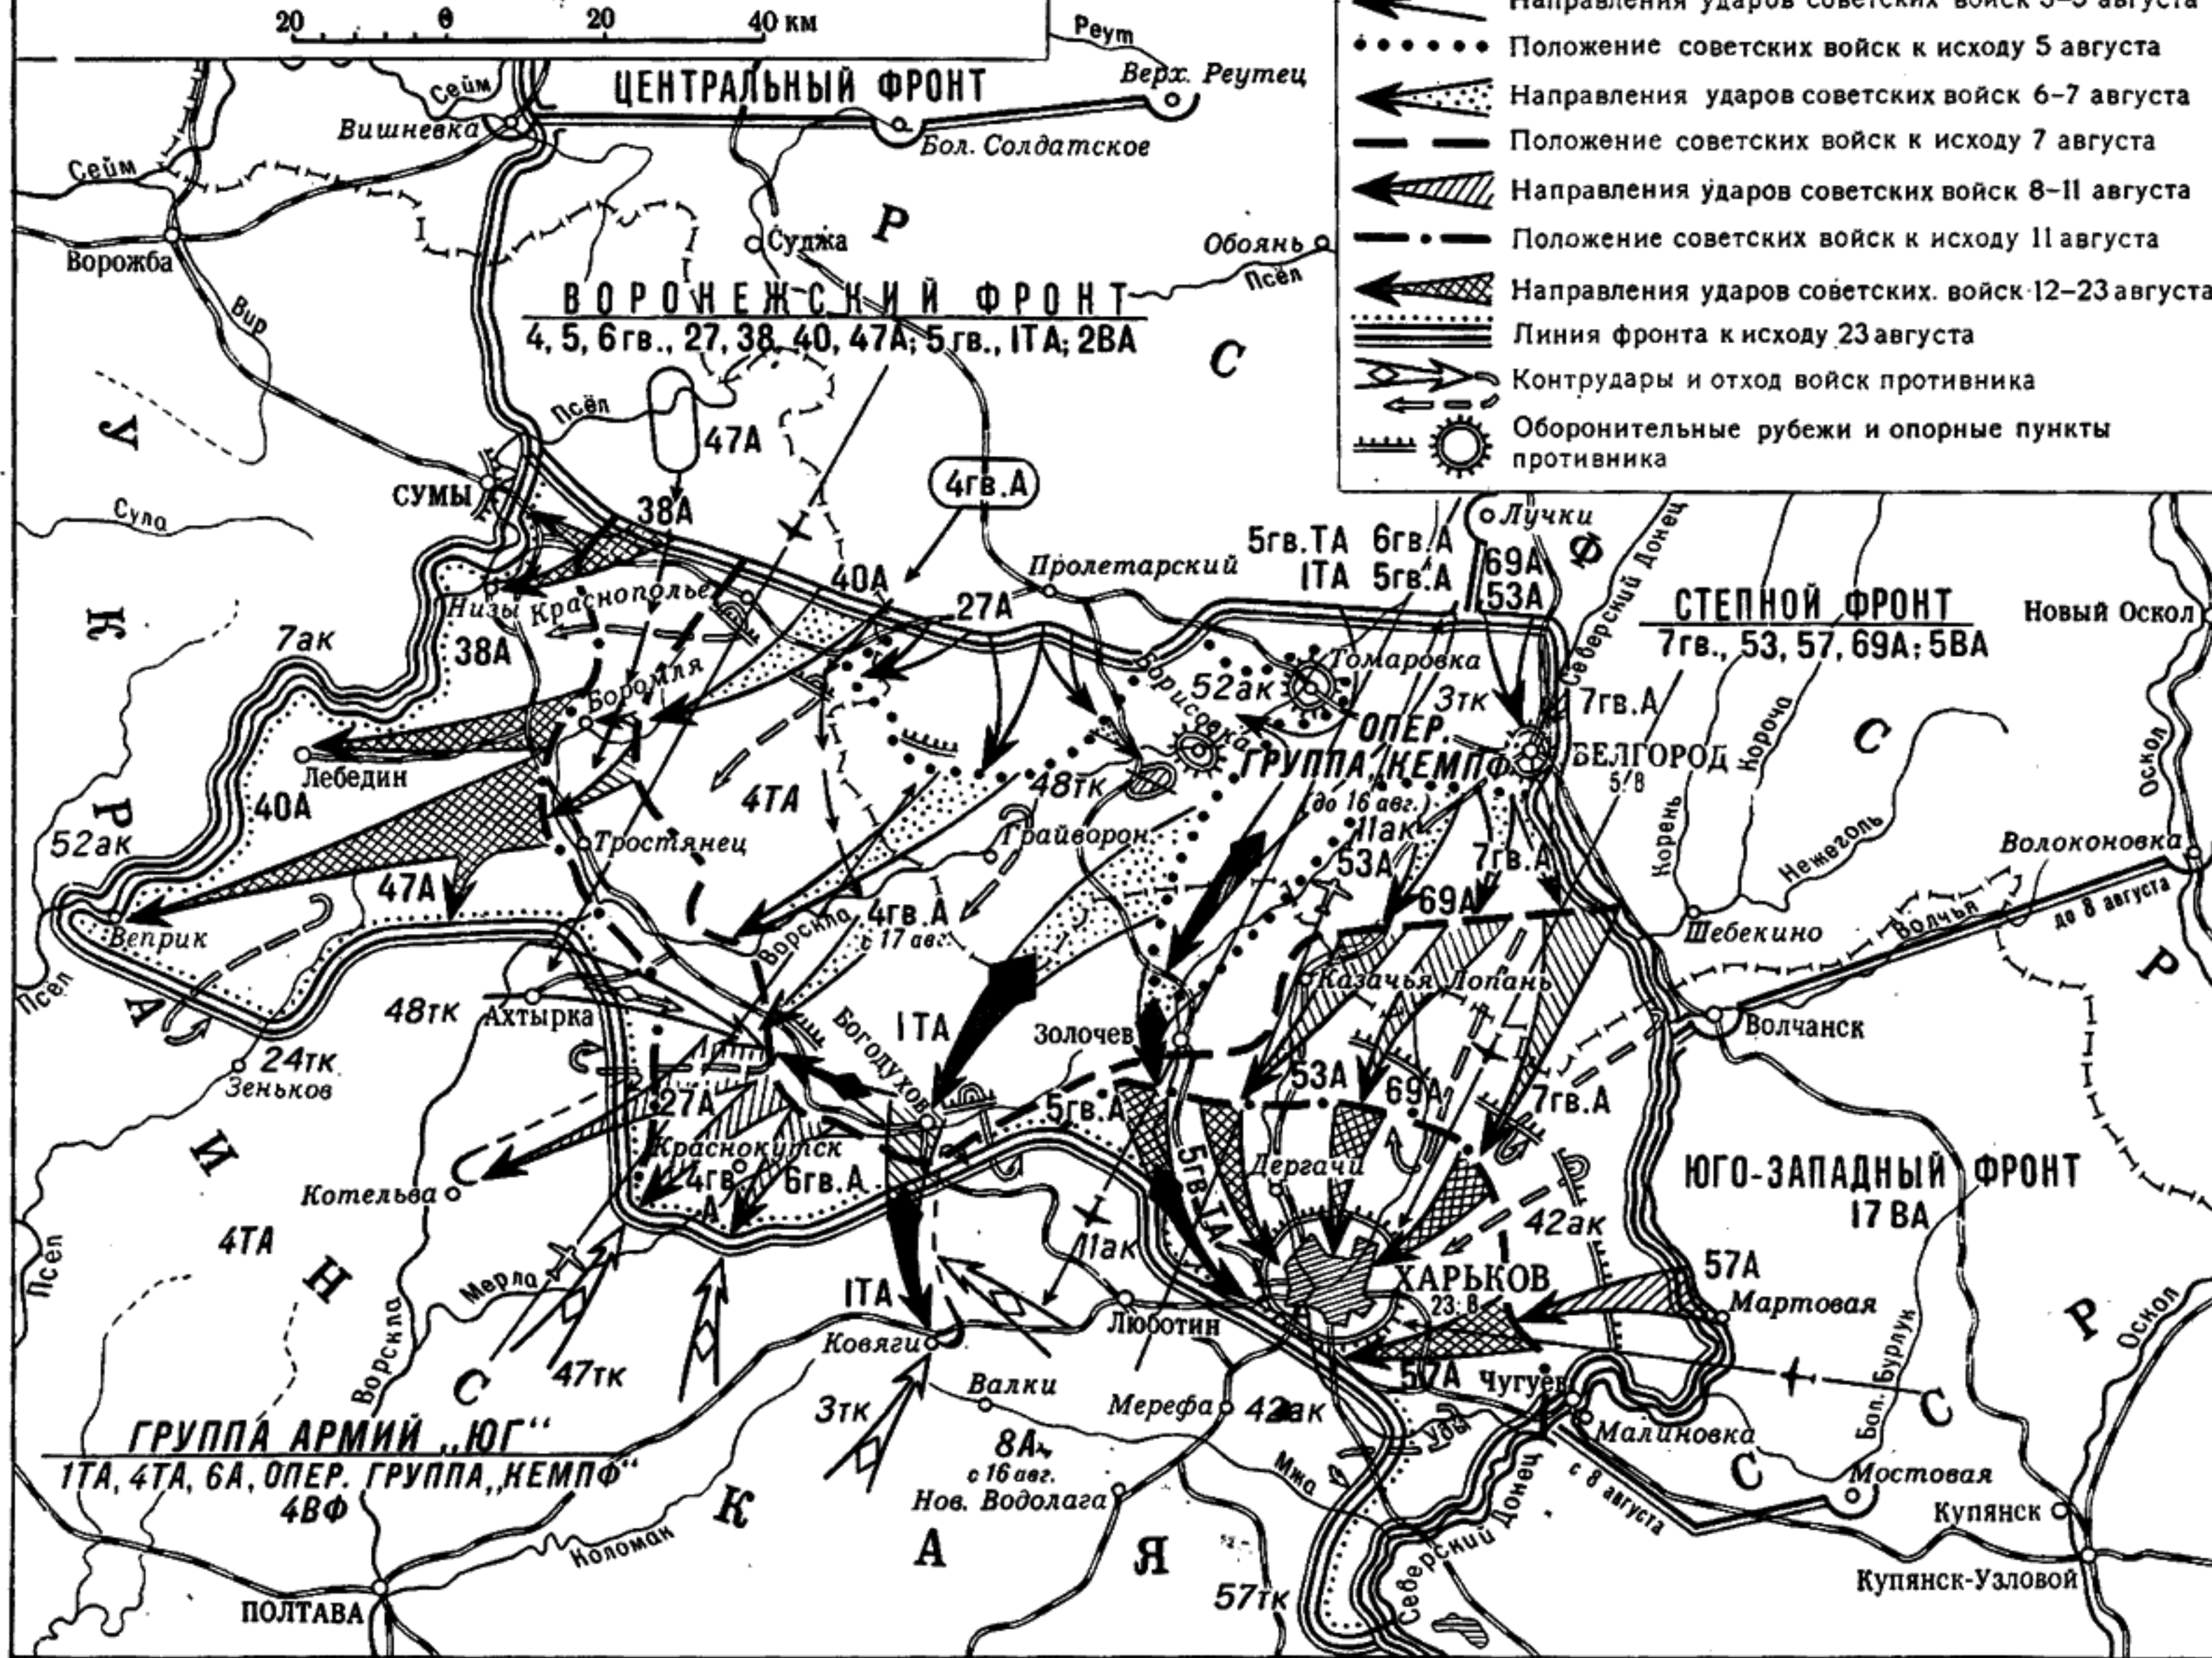 20 0 20 40 км
Направления ударов советских войск 3–5 августа
Положение советских войск к исходу 5 августа
Направления ударов советских войск 6–7 августа
Положение советских войск к исходу 7 августа
Направления ударов советских войск 8–11 августа
Положение советских войск к исходу 11 августа
Направления ударов советских. войск 12–23 августа
Линия фронта к исходу 23 августа
Контрудары и отход войск противника
Оборонительные рубежи и опорные пункты
противника
Реут
Сейм
ЦЕНТРАЛЬНЫЙ ФРОНТ
Верх. Реутец
Вишневка
Бол. Солдатское
Сейм
Р
Суджа
Обоянь
Ворожба
Псёл
ВОРОНЕЖСКИЙ ФРОНТ
4, 5, 6гв., 27, 38, 40, 47А; 5гв., 1ТА; 2ВА
Вир
С
Псёл
У
47А
4гв.А
СУМЫ
38А
Сула
Лучки
5гв.ТА 6гв.А
1ТА 5гв.А
69А
53А
Ф
Северский Донец
Пролетарский
40А
27А
Низы
Краснополье
СТЕПНОЙ ФРОНТ
7гв., 53, 57, 69А; 5ВА
Новый Оскол
К
7ак
38А
Боромля
Борисовка
Томаровка
52ак
3тк
Северский Донец
7гв.А
ОПЕР.
ГРУППА „КЕМПФ“
(до 16 авг.)
БЕЛГОРОД
5/8
Короча
С
Оскол
Лебедин
40А
4ТА
48тк
11ак
Р
52ак
Тростянец
Грайворон
53А
7гв.А
Корень
Нежеголь
Волоконовка
47А
4гв.А
с 17 авг.
69А
Ворскла
Волчья
до 8 августа
Веприк
Шебекино
Псёл
А
Казачья Лопань
Р
48тк
Ахтырка
Богодухов
1ТА
Золочев
Волчанск
24тк
Зеньков
27А
5гв.А
53А
69А
7гв.А
И
Краснокутск
4гв
А
6гв.А
5гв.ТА
Дергачи
ЮГО-ЗАПАДНЫЙ ФРОНТ
17 ВА
Котельва
42ак
4ТА
Псёл
Н
Мерла
11ак
57А
1ТА
ХАРЬКОВ
23.8
Мартовая
Люботин
Ковяги
Р
Оскол
Ворскла
С
47тк
57А
Чугуев
Бол. Бурлук
Валки
3тк
Мерефа
42ак
С
Уды
Малиновка
ГРУППА АРМИЙ „ЮГ“
1ТА, 4ТА, 6А, ОПЕР. ГРУППА „КЕМПФ“
4ВФ
8А
с 16 авг.
Нов. Водолага
Мжа
с 8 августа
С
Мостовая
Купянск
К
А
Я
Коломак
Северский Донец
57тк
Купянск-Узловой
ПОЛТАВА